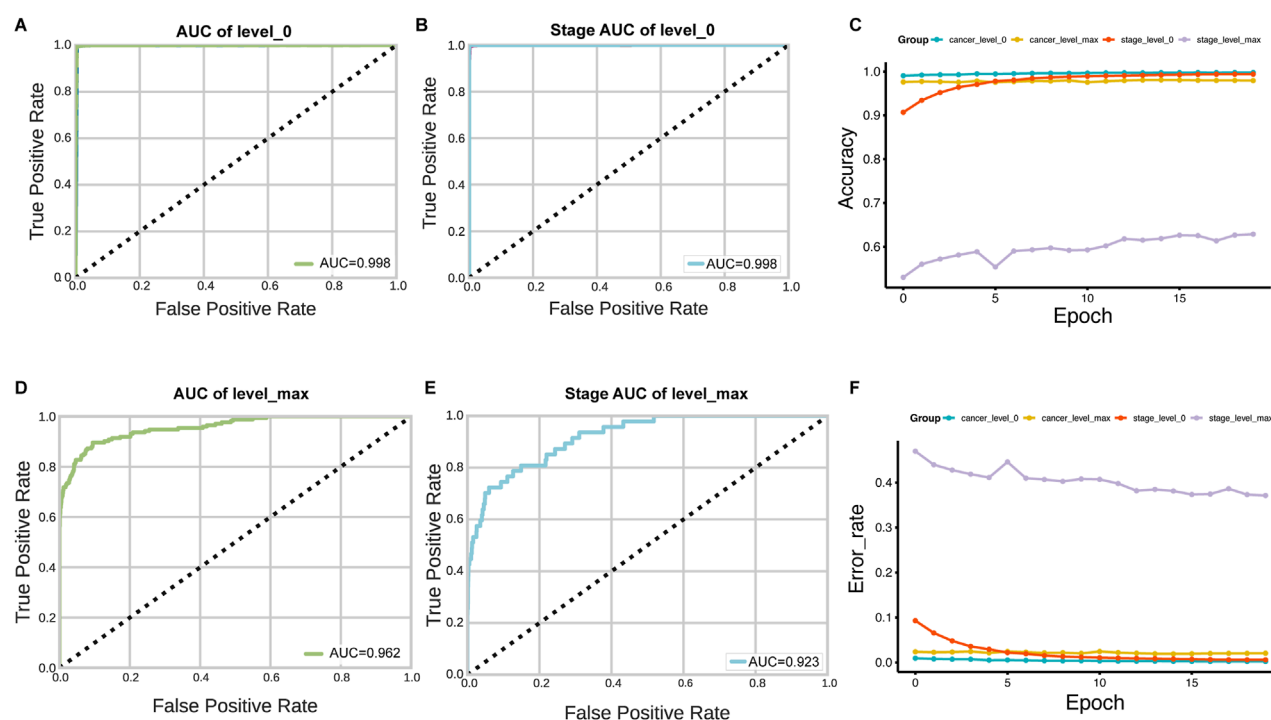 A
AUC of level_0
1.0
0.8
0.6
0.4
0.2
0.0
True Positive Rate
0.0
0.2
0.4
0.6
0.8
1.0
False Positive Rate
AUC=0.998
B
Stage AUC of level_0
1.0
0.8
0.6
0.4
0.2
0.0
True Positive Rate
0.0
0.2
0.4
0.6
0.8
1.0
False Positive Rate
AUC=0.998
C
Group cancer_level_0 cancer_level_max stage_level_0 stage_level_max
1.0
0.9
0.8
0.7
0.6
Accuracy
0
5
10
15
Epoch
D
AUC of level_max
1.0
0.8
0.6
0.4
0.2
0.0
True Positive Rate
0.0
0.2
0.4
0.6
0.8
1.0
False Positive Rate
AUC=0.962
E
Stage AUC of level_max
1.0
0.8
0.6
0.4
0.2
0.0
True Positive Rate
0.0
0.2
0.4
0.6
0.8
1.0
False Positive Rate
AUC=0.923
F
Group cancer_level_0 cancer_level_max stage_level_0 stage_level_max
0.4
0.3
0.2
0.1
0.0
Error_rate
0
5
10
15
Epoch